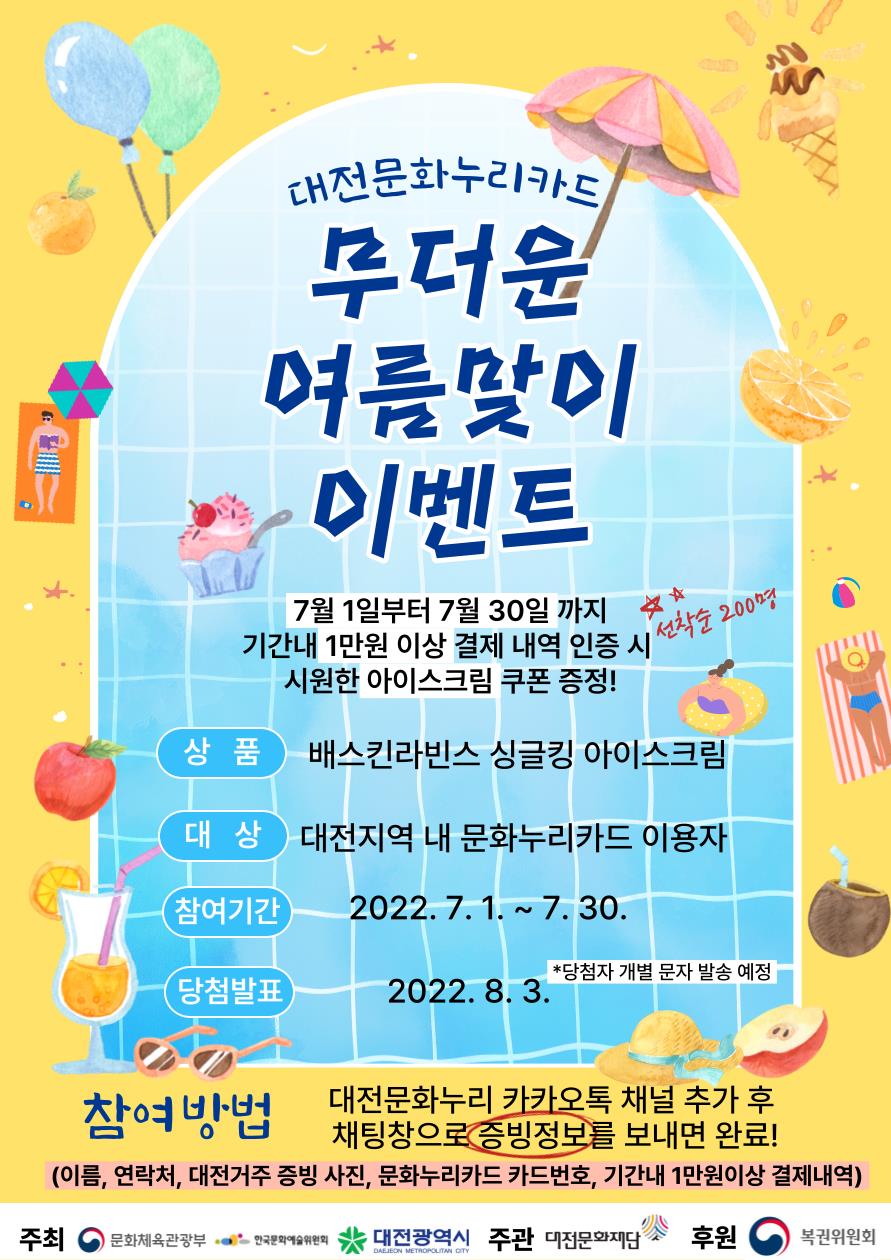 대전문화누리카드
무더운
여름맞이
이벤트
7월 1일부터 7월 30일 까지
선착순 200명
기간내 1만원 이상 결제 내역 인증 시
시원한 아이스크림 쿠폰 증정!
상 품 배스킨라빈스 싱글킹 아이스크림
대 상 대전지역 내 문화누리카드 이용자
참여기간 2022. 7. 1. ~ 7. 30.
*당첨자 개별 문자 발송 예정
당첨발표 2022. 8. 3.
참여방법
대전문화누리 카카오톡 채널 추가 후
채팅창으로 증빙정보를 보내면 완료!
(이름, 연락처, 대전거주 증빙 사진, 문화누리카드 카드번호, 기간내 1만원이상 결제내역)
주최 문화체육관광부 한국문화예술위원회 대전광역시 DAEJEON METROPOLITAN CITY 주관 대전문화재단 후원 복권위원회